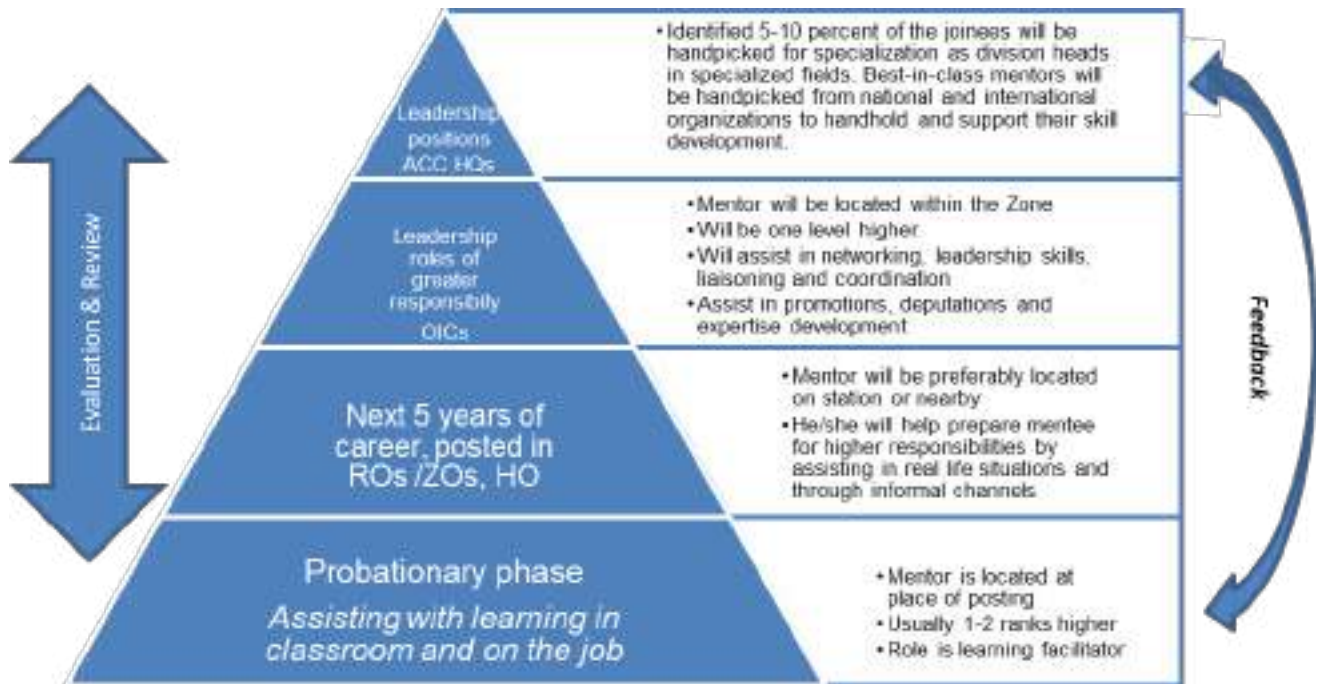 Evaluation & Review
Leadership
positions
ACC HQs
• Identified 5-10 percent of the joinees will be
handpicked for specialization as division heads
in specialized fields. Best-in-class mentors will
be handpicked from national and international
organizations to handhold and support their skill
development.
Leadership
roles of
greater
responsibiliy
OICs
• Mentor will be located within the Zone
• Will be one level higher
• Will assist in networking, leadership skills,
liaisoning and coordination
• Assist in promotions, deputations and
expertise development
Next 5 years of
career, posted in
ROs /ZOs, HO
• Mentor will be preferably located
on station or nearby
• He/she will help prepare mentee
for higher responsibilities by
assisting in real life situations and
through informal channels
Probationary phase
Assisting with learning in
classroom and on the job
• Mentor is located at
place of posting
• Usually 1-2 ranks higher
• Role is learning facilitator
Feedback